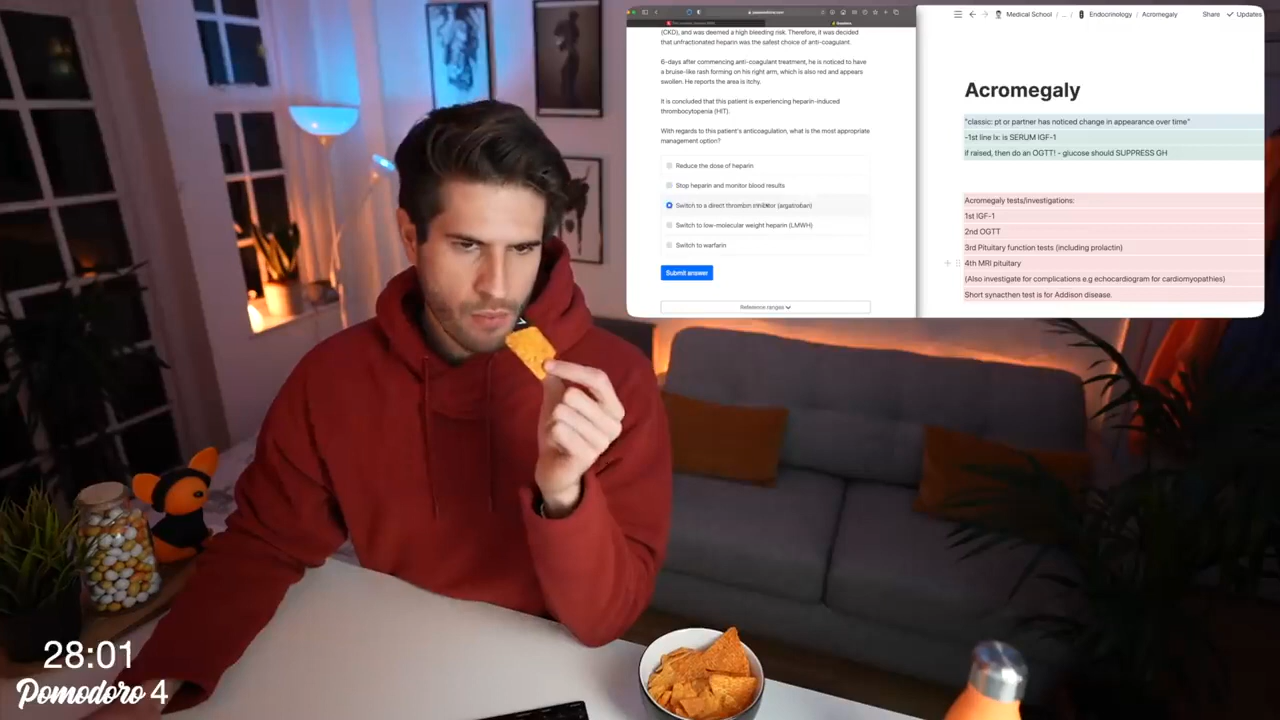 (CKD), and was deemed a high bleeding risk. Therefore, it was decided
that unfractionated heparin was the safest choice of anti-coagulant.
6-days after commencing anti-coagulant treatment, he is noticed to have
a bruise-like rash forming on his right arm, which is also red and appears
swollen. He reports the area is itchy.
It is concluded that this patient is experiencing heparin-induced
thrombocytopenia (HIT).
With regards to this patient's anticoagulation, what is the most appropriate
management option?
Reduce the dose of heparin
Stop heparin and monitor blood results
Switch to a direct thrombin inhibitor (argatroban)
Switch to low-molecular weight heparin (LMWH)
Switch to warfarin
Submit answer
Reference ranges
Medical School / ... / Endocrinology / Acromegaly
Share Updates
Acromegaly
"classic: pt or partner has noticed change in appearance over time"
-1st line Ix: is SERUM IGF-1
if raised, then do an OGTT! - glucose should SUPPRESS GH
Acromegaly tests/investigations:
1st IGF-1
2nd OGTT
3rd Pituitary function tests (including prolactin)
4th MRI pituitary
(Also investigate for complications e.g echocardiogram for cardiomyopathies)
Short synacthen test is for Addison disease.
28:01
Pomodoro 4